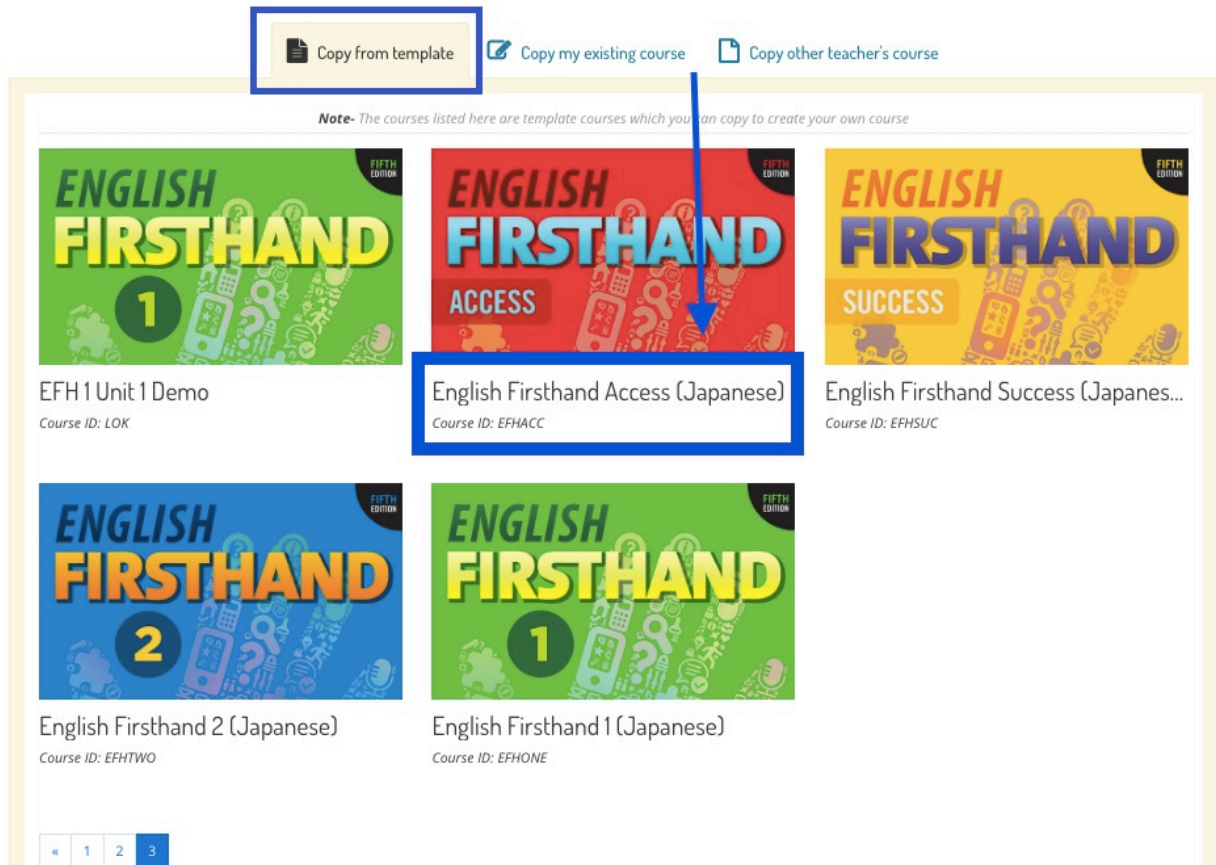 Copy from template
Copy my existing course
Copy other teacher's course
Note- The courses listed here are template courses which you can copy to create your own course
ENGLISH
FIRSTHAND
1
FIFTH
EDITION
EFH 1 Unit 1 Demo
Course ID: LOK
ENGLISH
FIRSTHAND
ACCESS
FIFTH
EDITION
English Firsthand Access (Japanese)
Course ID: EFHACC
ENGLISH
FIRSTHAND
SUCCESS
FIFTH
EDITION
English Firsthand Success (Japanes...
Course ID: EFHSUC
ENGLISH
FIRSTHAND
2
FIFTH
EDITION
English Firsthand 2 (Japanese)
Course ID: EFHTWO
ENGLISH
FIRSTHAND
1
FIFTH
EDITION
English Firsthand 1 (Japanese)
Course ID: EFHONE
« 1 2 3